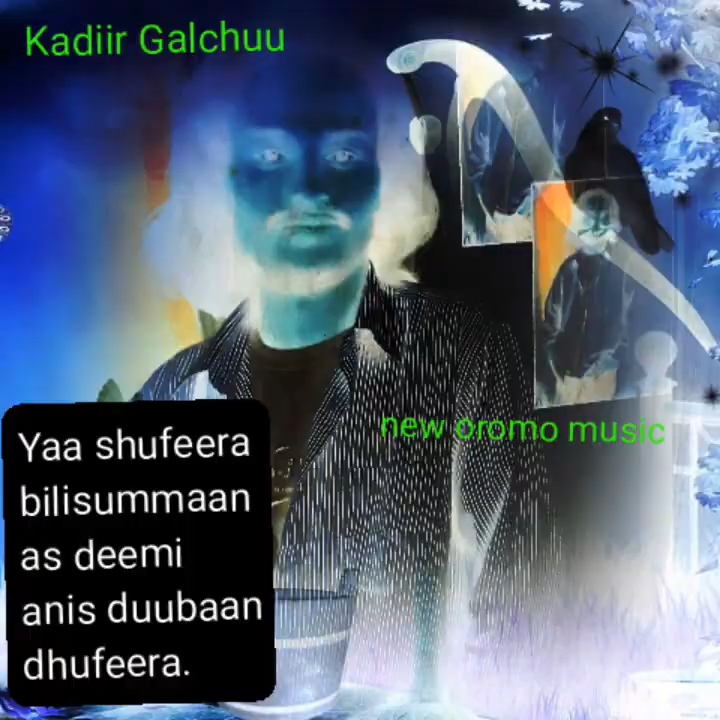 Kadiir Galchuu
new oromo music
Yaa shufeera
bilisummaan
as deemi
anis duubaan
dhufeera.